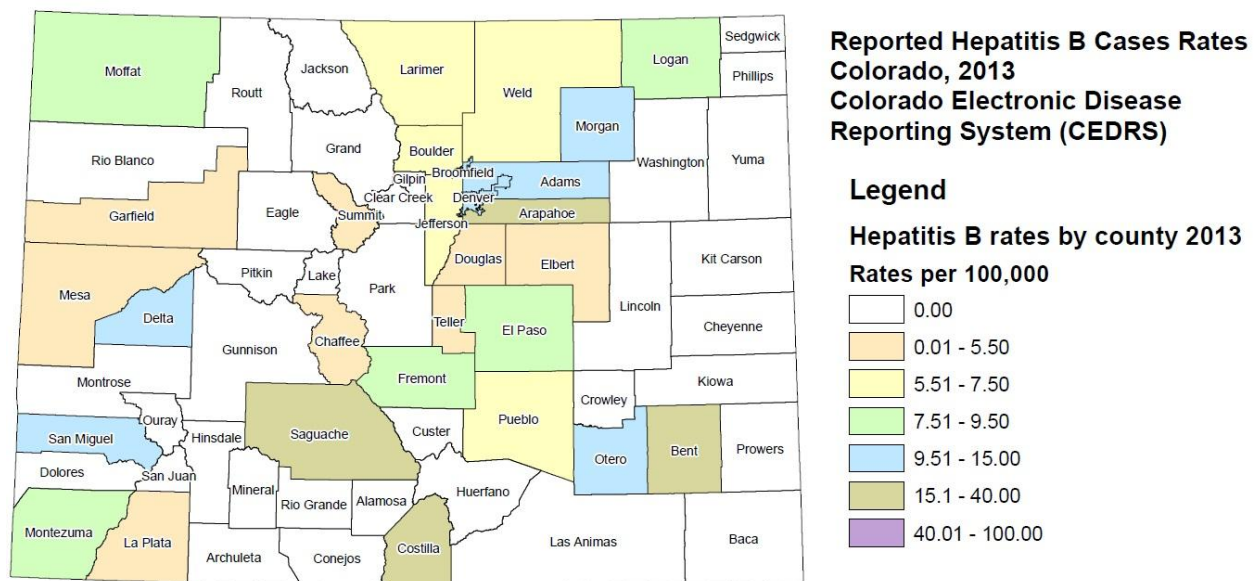 Reported Hepatitis B Cases Rates
Colorado, 2013
Colorado Electronic Disease
Reporting System (CEDRS)
Legend
Hepatitis B rates by county 2013
Rates per 100,000
0.00
0.01 - 5.50
5.51 - 7.50
7.51 - 9.50
9.51 - 15.00
15.1 - 40.00
40.01 - 100.00
Moffat
Routt
Jackson
Larimer
Weld
Logan
Sedgwick
Phillips
Morgan
Washington
Yuma
Rio Blanco
Grand
Boulder
Broomfield
Gilpin
Adams
Clear Creek
Denver
Garfield
Eagle
Summit
Jefferson
Arapahoe
Mesa
Pitkin
Lake
Park
Douglas
Elbert
Kit Carson
Delta
Gunnison
Chaffee
Teller
El Paso
Lincoln
Cheyenne
Montrose
Fremont
Kiowa
Ouray
Crowley
San Miguel
Hinsdale
Saguache
Custer
Pueblo
Otero
Bent
Prowers
Dolores
San Juan
Mineral
Rio Grande
Alamosa
Huerfano
Montezuma
La Plata
Archuleta
Conejos
Costilla
Las Animas
Baca